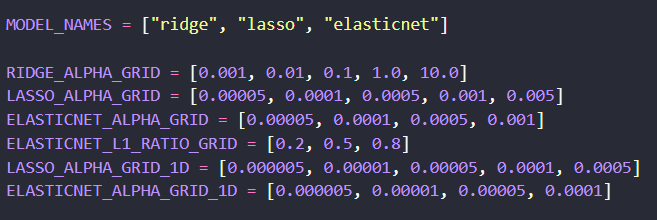 MODEL_NAMES = ["ridge", "lasso", "elasticnet"]
RIDGE_ALPHA_GRID = [0.001, 0.01, 0.1, 1.0, 10.0]
LASSO_ALPHA_GRID = [0.00005, 0.0001, 0.0005, 0.001, 0.005]
ELASTICNET_ALPHA_GRID = [0.00005, 0.0001, 0.0005, 0.001]
ELASTICNET_L1_RATIO_GRID = [0.2, 0.5, 0.8]
LASSO_ALPHA_GRID_1D = [0.000005, 0.00001, 0.00005, 0.0001, 0.0005]
ELASTICNET_ALPHA_GRID_1D = [0.000005, 0.00001, 0.00005, 0.0001]